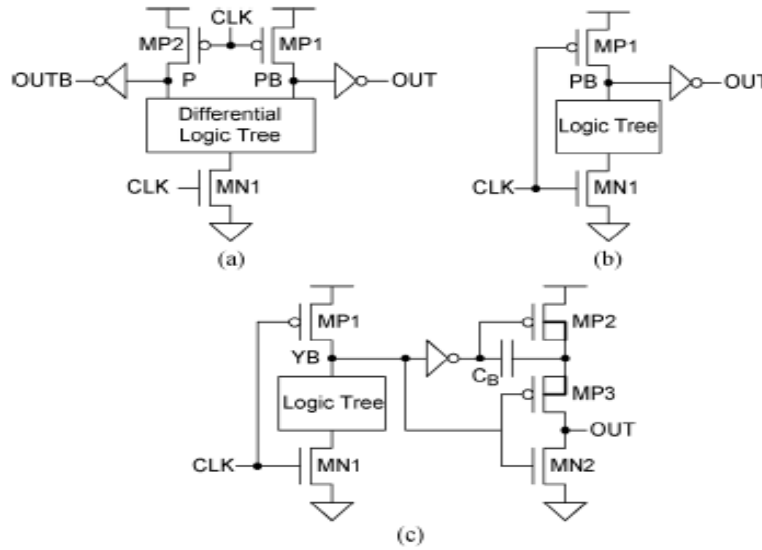 CLK
MP2
MP1
OUTB
P
PB
OUT
Differential
Logic Tree
CLK
MN1
(a)
MP1
PB
OUT
Logic Tree
CLK
MN1
(b)
MP1
YB
Logic Tree
CLK
MN1
MP2
CB
MP3
OUT
MN2
(c)